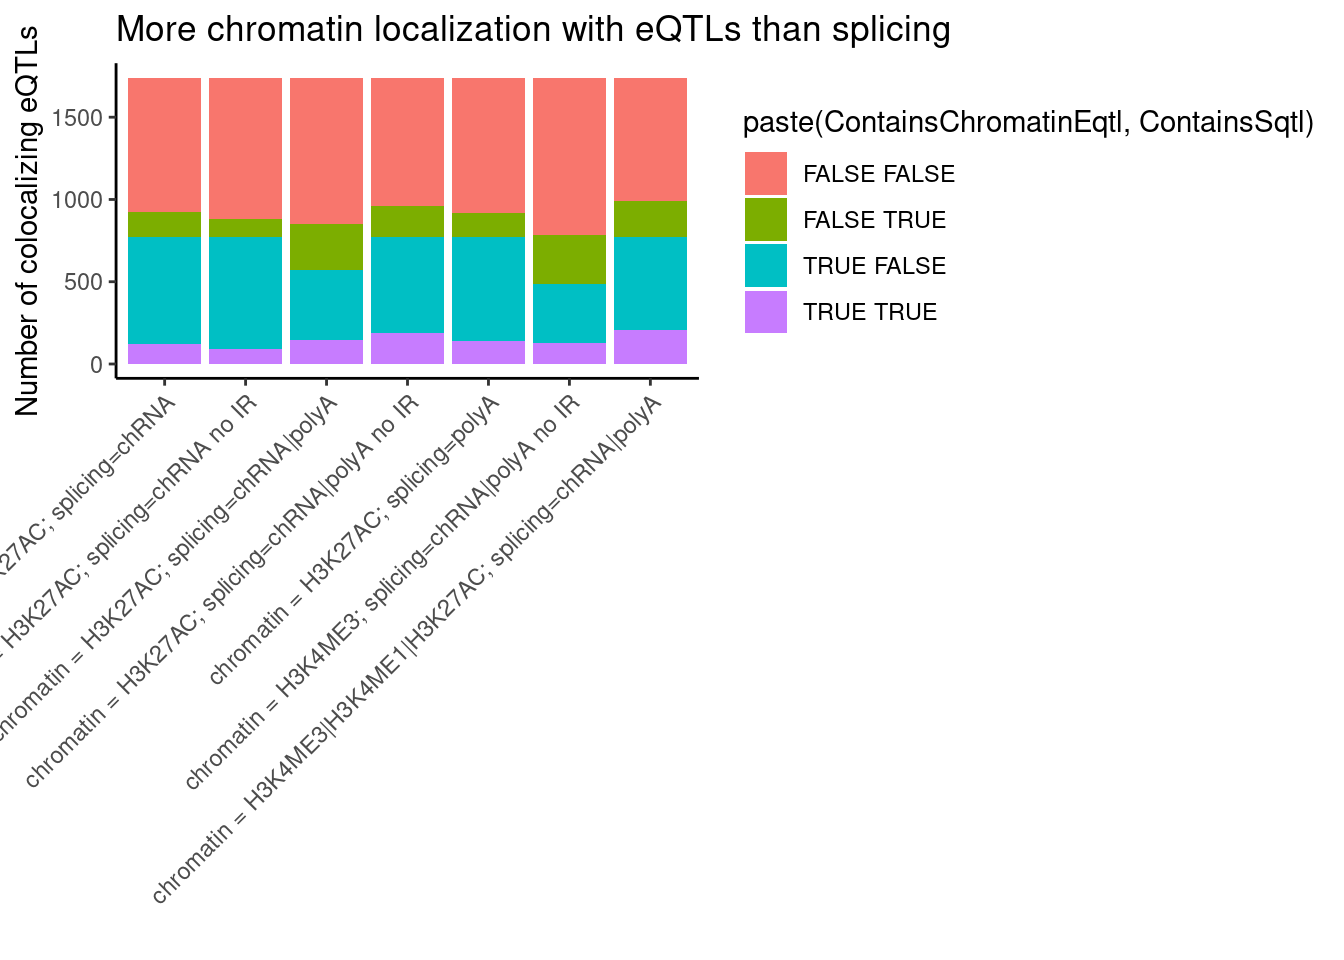 More chromatin localization with eQTLs than splicing
Number of colocalizing eQTLs
1500
1000
500
0
paste(ContainsChromatinEqtl, ContainsSqtl)
FALSE FALSE
FALSE TRUE
TRUE FALSE
TRUE TRUE
K27AC; splicing=chRNA
= H3K27AC; splicing=chRNA no IR
chromatin = H3K27AC; splicing=chRNA|polyA
chromatin = H3K27AC; splicing=chRNA|polyA no IR
chromatin = H3K27AC; splicing=polyA
chromatin = H3K4ME3; splicing=chRNA|polyA no IR
chromatin = H3K4ME3|H3K4ME1|H3K27AC; splicing=chRNA|polyA